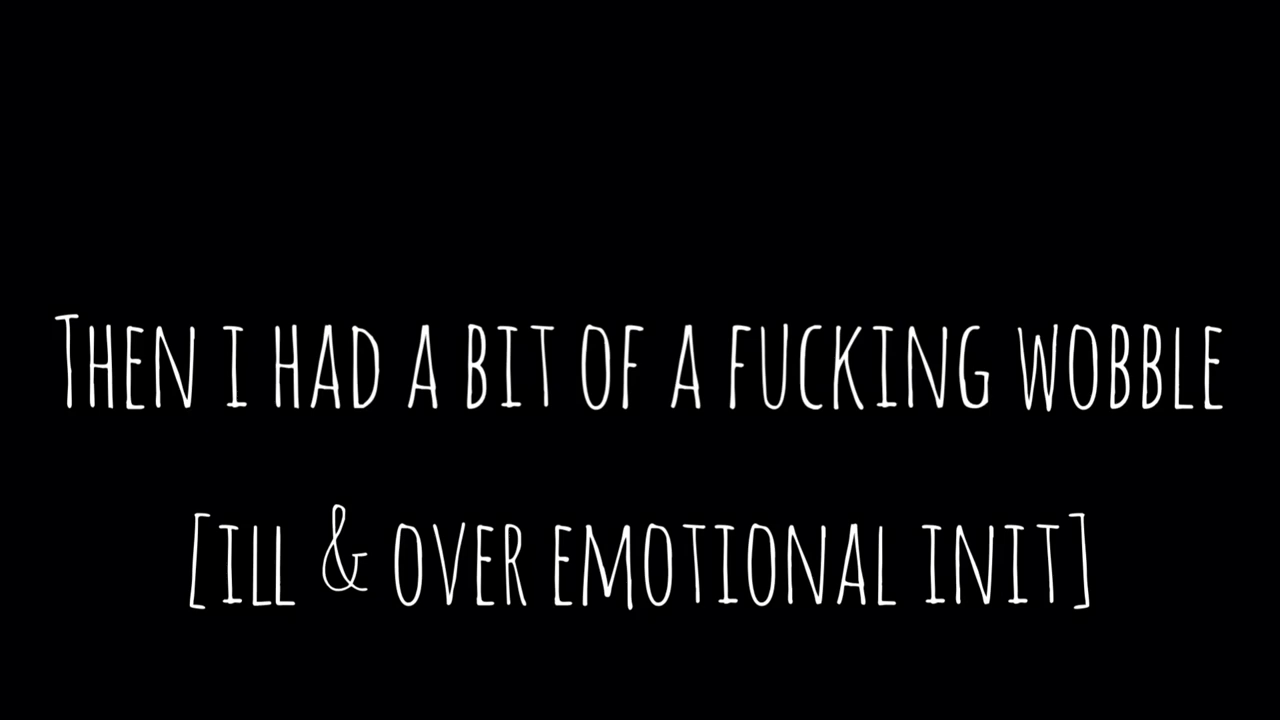 Then i had a bit of a fucking wobble
[ill & over emotional init]